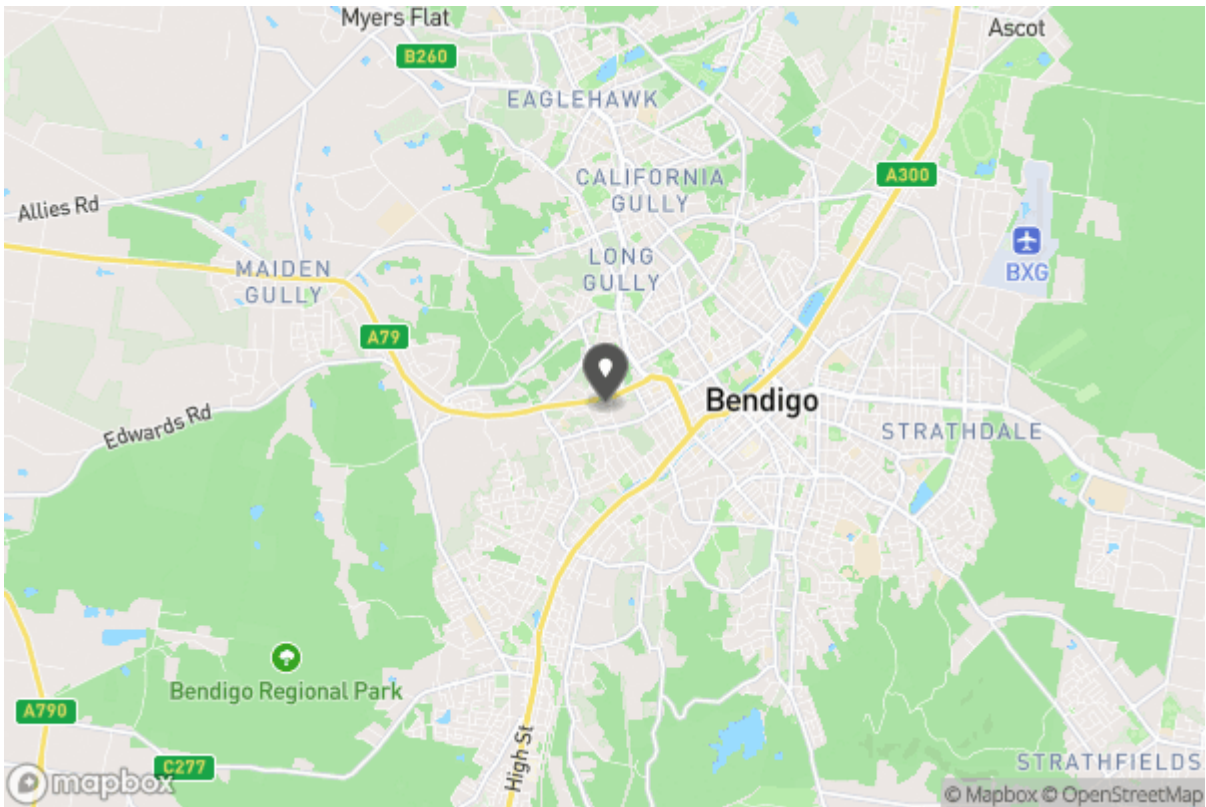 Myers Flat
Ascot
B260
EAGLEHAWK
A300
CALIFORNIA
GULLY
Allies Rd
LONG
GULLY
MAIDEN
GULLY
BXG
A79
Bendigo
Edwards Rd
STRATHDALE
Bendigo Regional Park
A790
High St
C277
STRATHFIELDS
mapbox
© Mapbox © OpenStreetMap